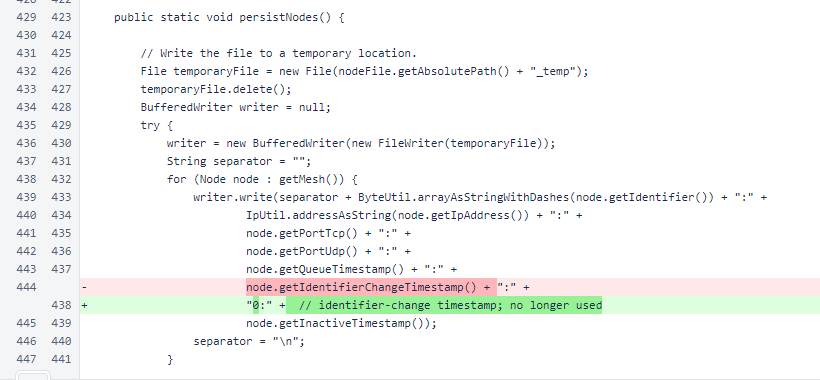 429 423 public static void persistNodes() {
430 424
431 425 // Write the file to a temporary location.
432 426 File temporaryFile = new File(nodeFile.getAbsolutePath() + "_temp");
433 427 temporaryFile.delete();
434 428 BufferedWriter writer = null;
435 429 try {
436 430 writer = new BufferedWriter(new FileWriter(temporaryFile));
437 431 String separator = "";
438 432 for (Node node : getMesh()) {
439 433 writer.write(separator + ByteUtil.arrayAsStringWithDashes(node.getIdentifier()) + ":" +
440 434 IpUtil.addressAsString(node.getIpAddress()) + ":" +
441 435 node.getPortTcp() + ":" +
442 436 node.getPortUdp() + ":" +
443 437 node.getQueueTimestamp() + ":" +
444 - node.getIdentifierChangeTimestamp() + ":" +
438 + "0:" + // identifier-change timestamp; no longer used
445 439 node.getInactiveTimestamp());
446 440 separator = "\n";
447 441 }